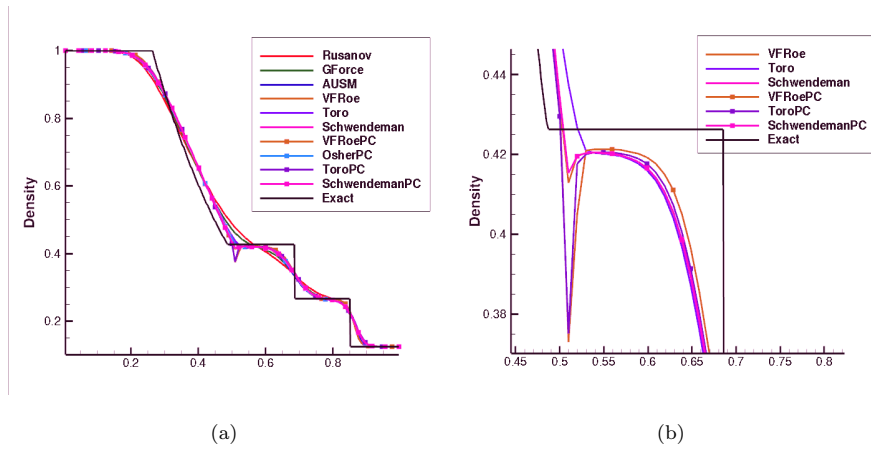 Rusanov
GForce
AUSM
VFRoe
Toro
Schwendeman
VFRoePC
OsherPC
ToroPC
SchwendemanPC
Exact
Density
1
0.8
0.6
0.4
0.2
0.2
0.4
0.6
0.8
(a)
VFRoe
Toro
Schwendeman
VFRoePC
ToroPC
SchwendemanPC
Exact
Density
0.44
0.42
0.4
0.38
0.45
0.5
0.55
0.6
0.65
0.7
0.75
0.8
(b)